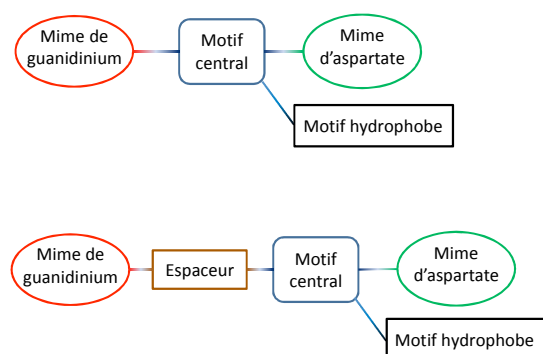 Mime de
guanidinium
Motif
central
Mime
d'aspartate
Motif hydrophobe
Mime de
guanidinium
Espaceur
Motif
central
Mime
d'aspartate
Motif hydrophobe